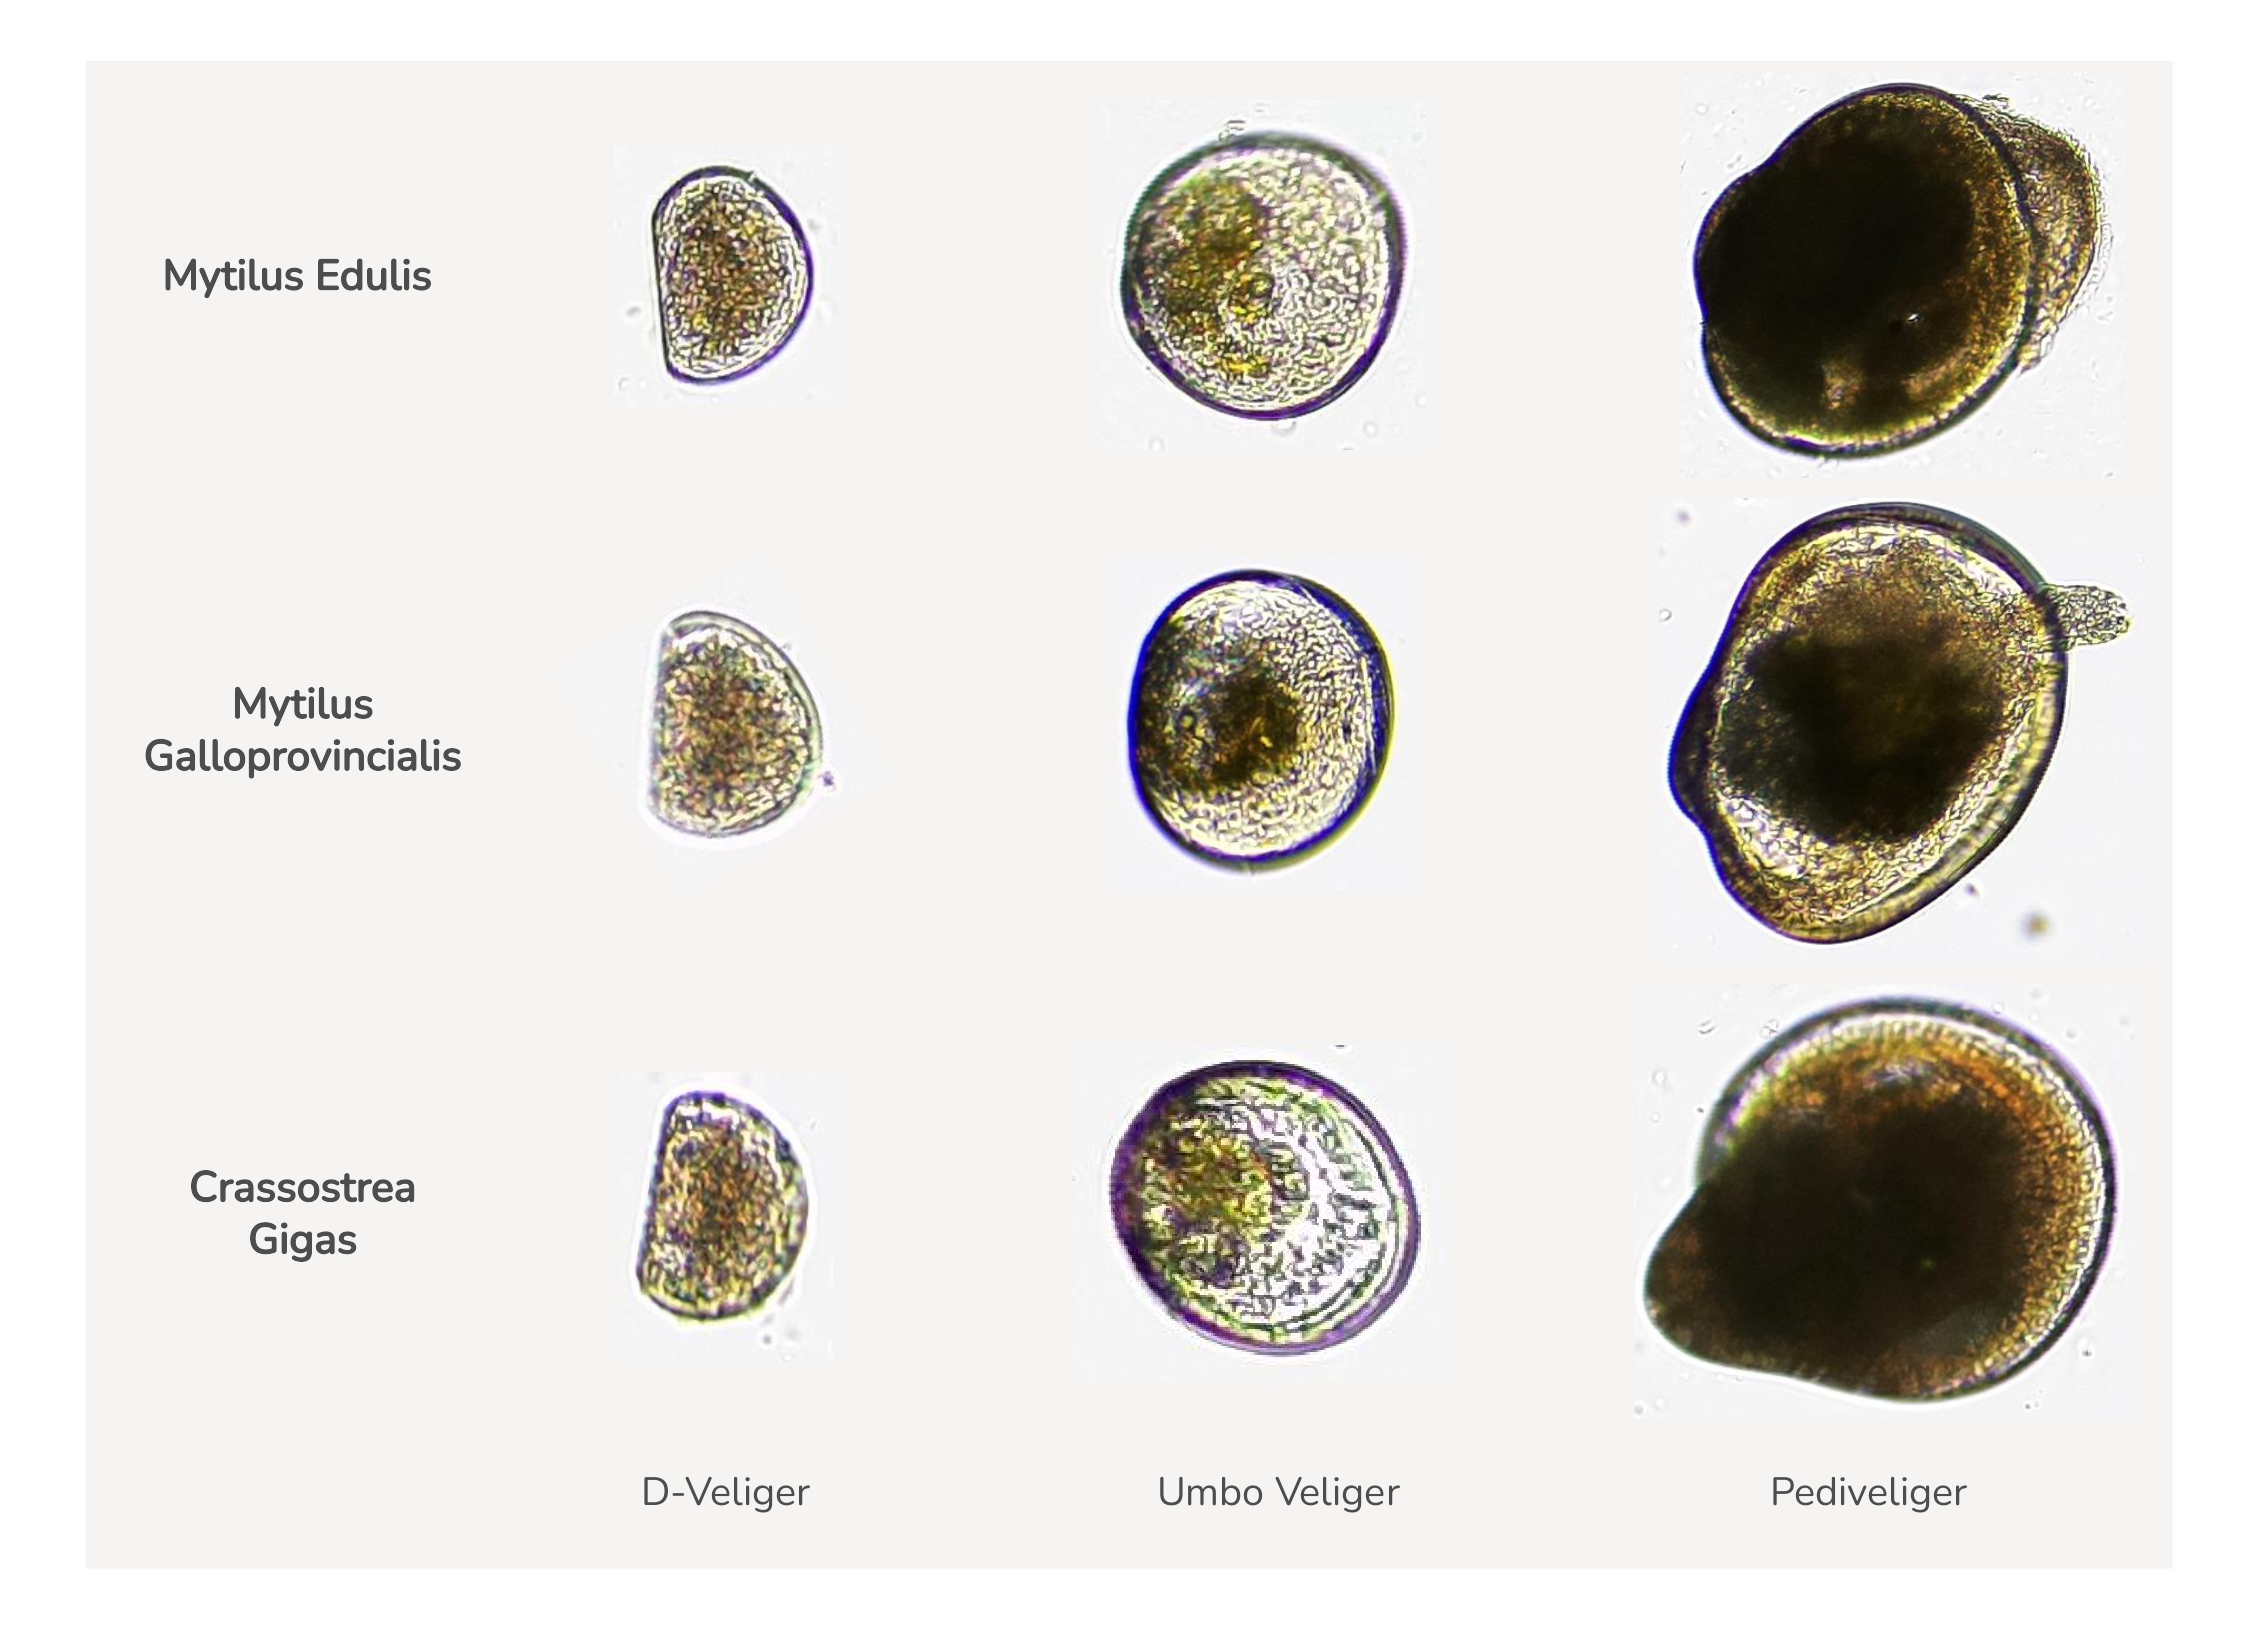 Mytilus Edulis
Mytilus
Galloprovincialis
Crassostrea
Gigas
D-Veliger
Umbo Veliger
Pediveliger